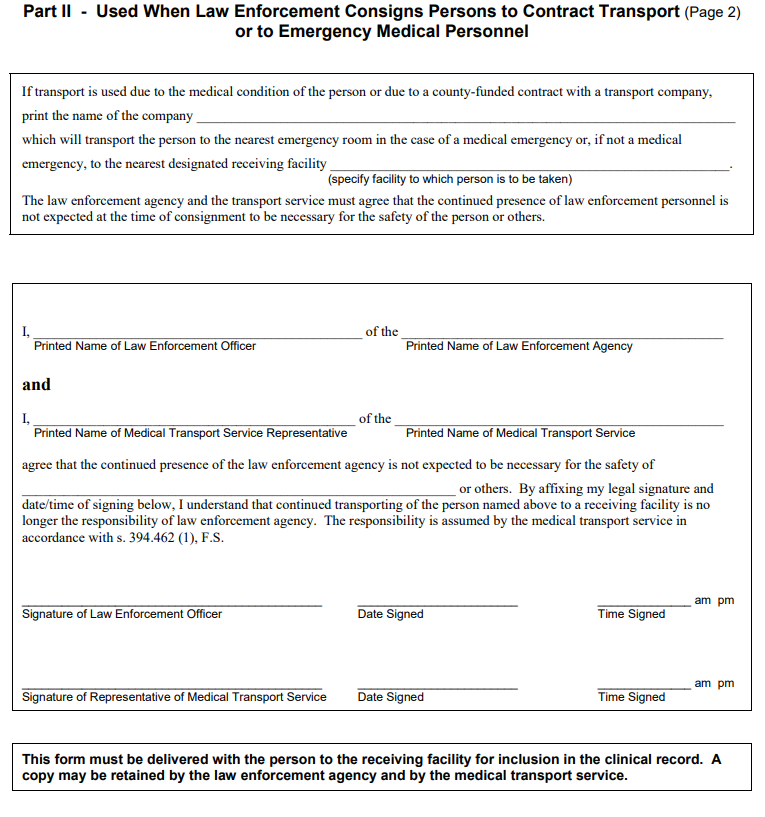 Part II - Used When Law Enforcement Consigns Persons to Contract Transport (Page 2)
or to Emergency Medical Personnel
If transport is used due to the medical condition of the person or due to a county-funded contract with a transport company,
print the name of the company
which will transport the person to the nearest emergency room in the case of a medical emergency or, if not a medical
emergency, to the nearest designated receiving facility .
(specify facility to which person is to be taken)
The law enforcement agency and the transport service must agree that the continued presence of law enforcement personnel is
not expected at the time of consignment to be necessary for the safety of the person or others.
I, of the
Printed Name of Law Enforcement Officer Printed Name of Law Enforcement Agency
and
I, of the
Printed Name of Medical Transport Service Representative Printed Name of Medical Transport Service
agree that the continued presence of the law enforcement agency is not expected to be necessary for the safety of
or others. By affixing my legal signature and
date/time of signing below, I understand that continued transporting of the person named above to a receiving facility is no
longer the responsibility of law enforcement agency. The responsibility is assumed by the medical transport service in
accordance with s. 394.462 (1), F.S.
am pm
Signature of Law Enforcement Officer Date Signed Time Signed
am pm
Signature of Representative of Medical Transport Service Date Signed Time Signed
This form must be delivered with the person to the receiving facility for inclusion in the clinical record. A
copy may be retained by the law enforcement agency and by the medical transport service.